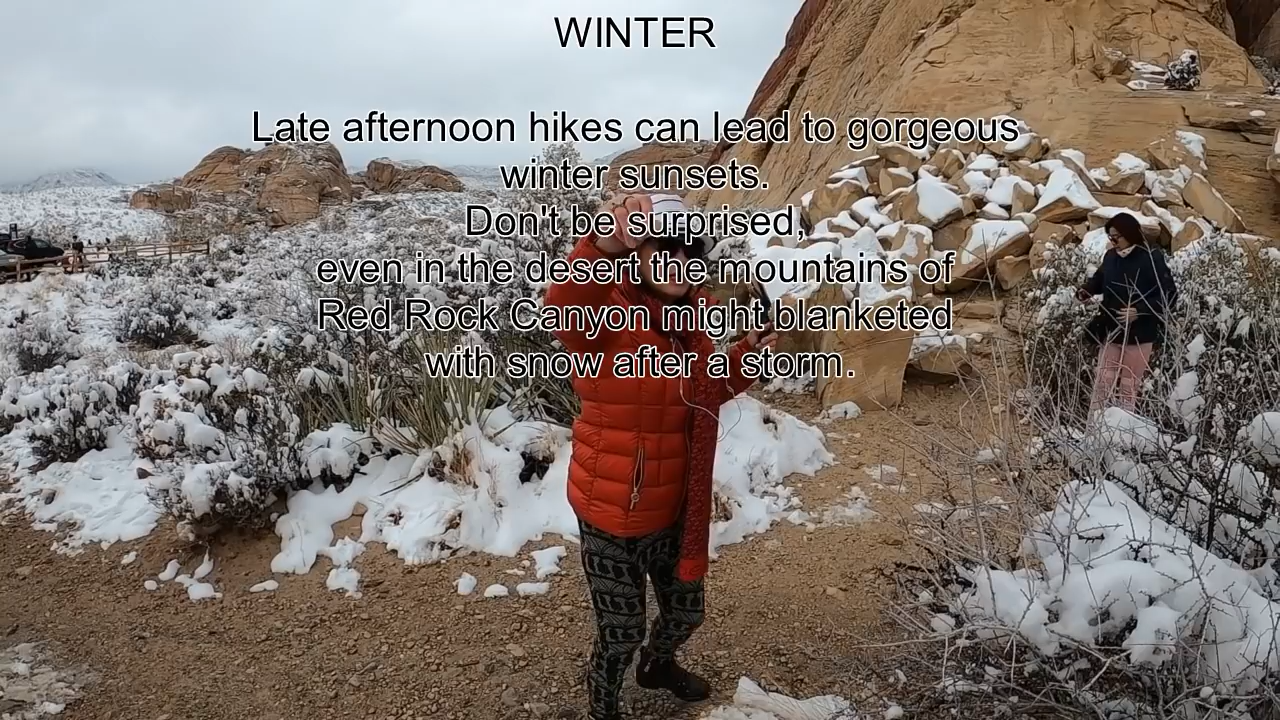 WINTER
Late afternoon hikes can lead to gorgeous
winter sunsets.
Don't be surprised,
even in the desert the mountains of
Red Rock Canyon might blanketed
with snow after a storm.